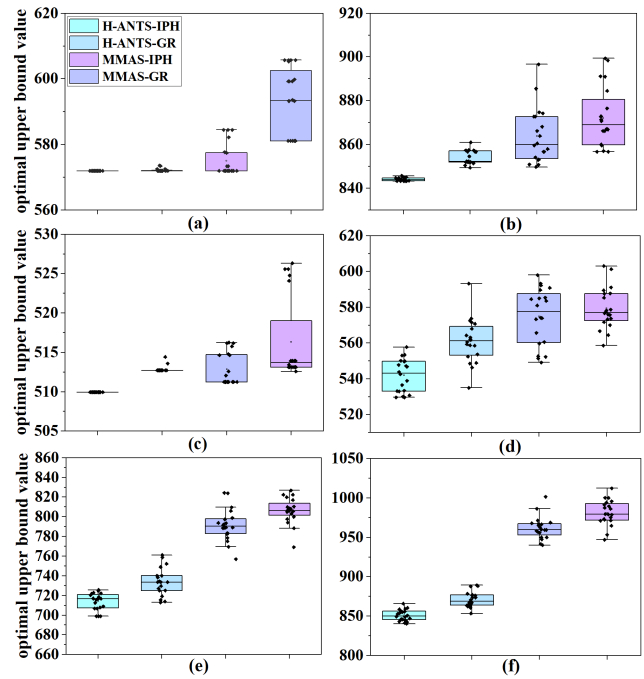 optimal upper bound value
620
600
580
560
H-ANTS-IPH
H-ANTS-GR
MMAS-IPH
MMAS-GR
(a)
920
900
880
860
840
(b)
optimal upper bound value
530
525
520
515
510
505
(c)
620
600
580
560
540
520
(d)
optimal upper bound value
860
840
820
800
780
760
740
720
700
680
660
(e)
1050
1000
950
900
850
800
(f)